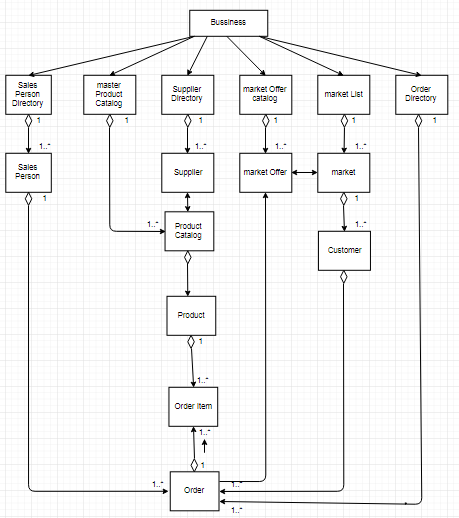 Bussiness
Sales
Person
Directory
master
Product
Catalog
Supplier
Directory
market Offer
catalog
market List
Order
Directory
1
1
1
1
1
1
1..*
1..*
1..*
1..*
Sales
Person
Supplier
market Offer
market
1
1
1..*
1..*
Product
Catalog
Customer
Product
1
1..*
Order Item
1..*
1
1..*
1..*
Order
1..*